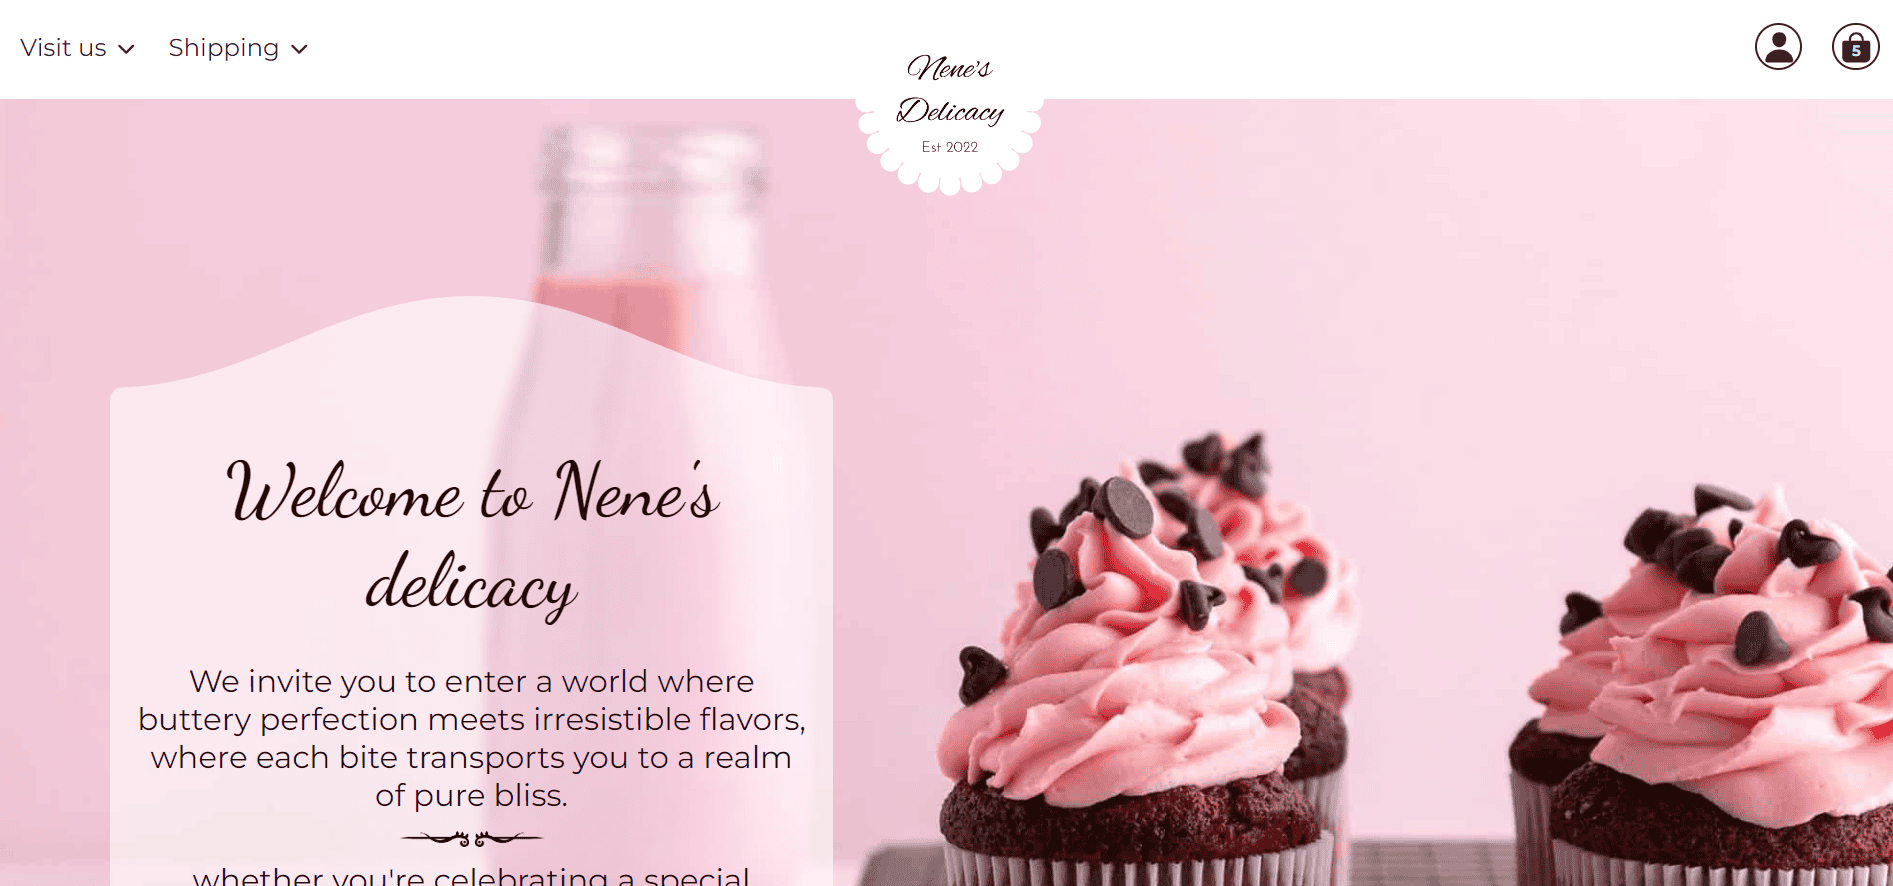 Visit us
Shipping
5
Nene's
Delicacy
Est 2022
Welcome to Nene's
delicacy
We invite you to enter a world where
buttery perfection meets irresistible flavors,
where each bite transports you to a realm
of pure bliss.
whether you're celebrating a special